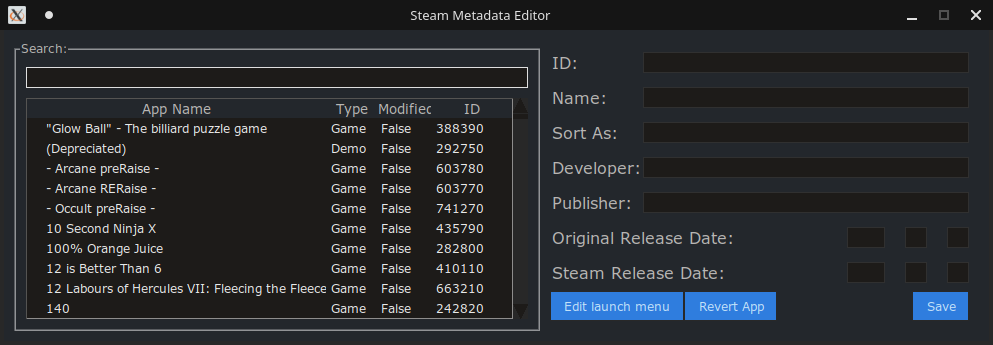 Steam Metadata Editor
Search:
App Name Type Modified ID
"Glow Ball" - The billiard puzzle game Game False 388390
(Depreciated) Demo False 292750
- Arcane preRaise - Game False 603780
- Arcane RERaise - Game False 603770
- Occult preRaise - Game False 741270
10 Second Ninja X Game False 435790
100% Orange Juice Game False 282800
12 is Better Than 6 Game False 410110
12 Labours of Hercules VII: Fleecing the Fleece Game False 663210
140 Game False 242820
ID:
Name:
Sort As:
Developer:
Publisher:
Original Release Date:
Steam Release Date:
Edit launch menu Revert App Save